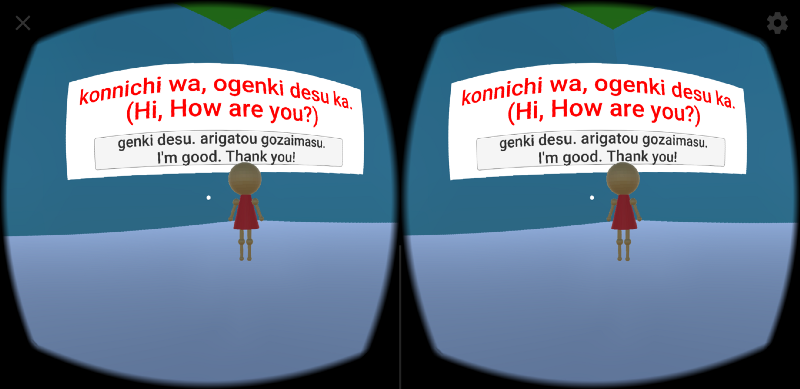 konnichi wa, ogenki desu ka.
(Hi, How are you?)
genki desu. arigatou gozaimasu.
I'm good. Thank you!
konnichi wa, ogenki desu ka.
(Hi, How are you?)
genki desu. arigatou gozaimasu.
I'm good. Thank you!